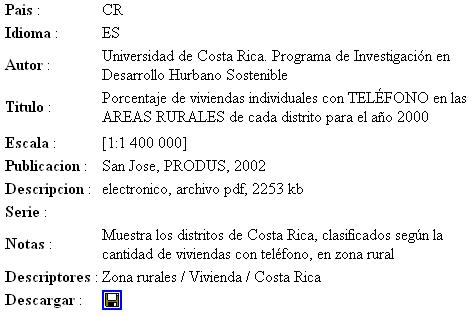 Pais : CR
Idioma : ES
Autor : Universidad de Costa Rica. Programa de Investigación en
Desarrollo Hurbano Sostenible
Titulo : Porcentaje de viviendas individuales con TELÉFONO en las
AREAS RURALES de cada distrito para el año 2000
Escala : [1:1 400 000]
Publicacion : San Jose, PRODUS, 2002
Descripcion : electronico, archivo pdf, 2253 kb
Serie :
Notas : Muestra los distritos de Costa Rica, clasificados según la
cantidad de viviendas con teléfono, en zona rural
Descriptores : Zona rurales / Vivienda / Costa Rica
Descargar :